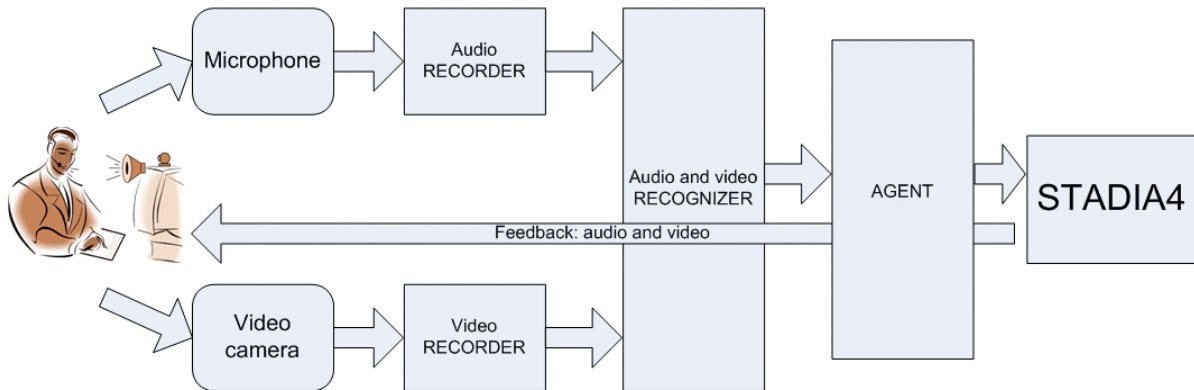 Microphone
Audio
RECORDER
Audio and video
RECOGNIZER
AGENT
STADIA4
Feedback: audio and video
Video
camera
Video
RECORDER